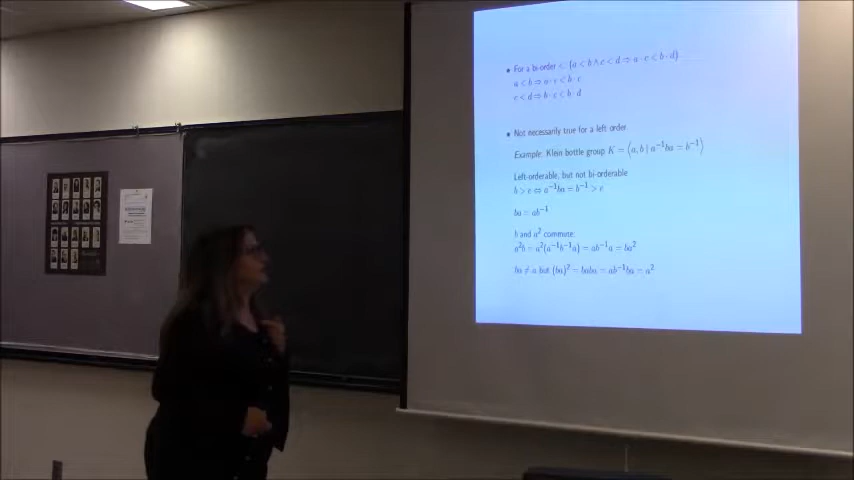 • For a bi-order <: (a < b ∧ c < d ⇒ a · c < b · d)
a < b ⇒ a · c < b · c
c < d ⇒ b · c < b · d
• Not necessarily true for a left order
Example: Klein bottle group K = ⟨a, b | a⁻¹ba = b⁻¹⟩
Left-orderable, but not bi-orderable
b > e ⇔ a⁻¹ba = b⁻¹ > e
ba = ab⁻¹
b and a² commute:
a²b = a²(a⁻¹b⁻¹a) = ab⁻¹a = ba²
ba ≠ a but (ba)² = baba = ab⁻¹ba = a²